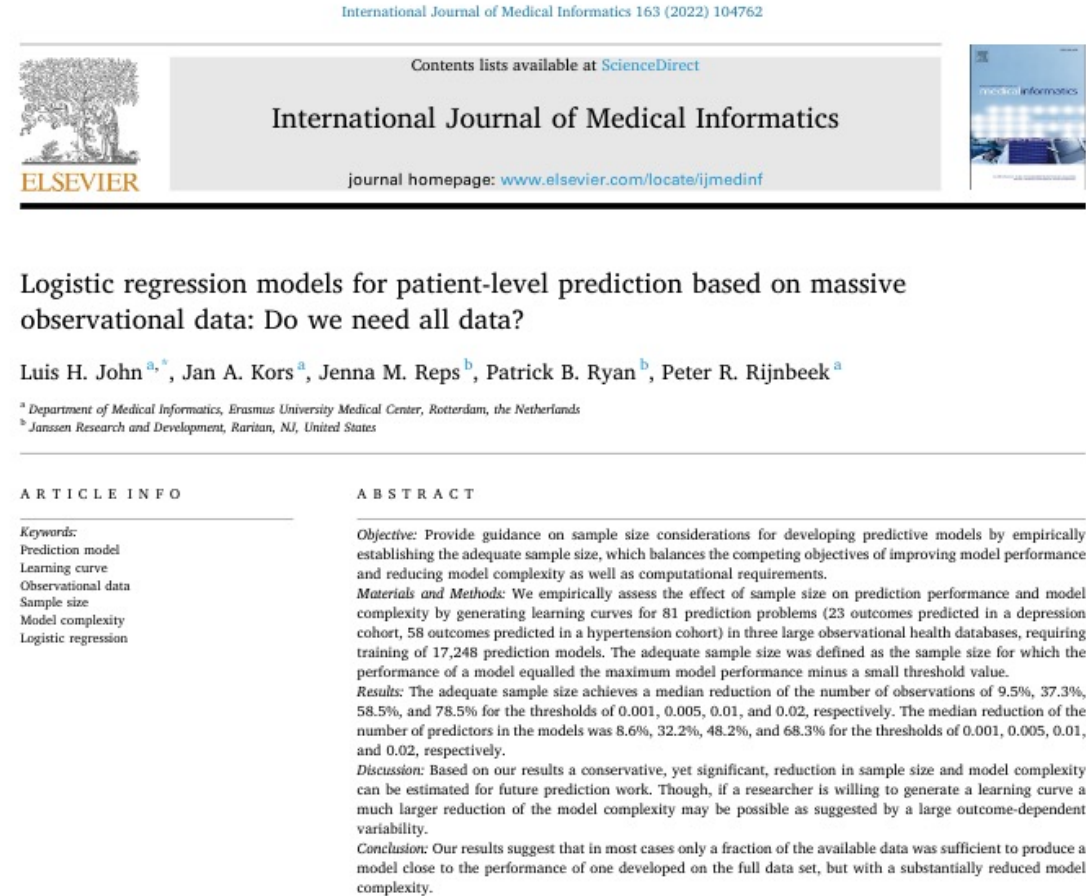 International Journal of Medical Informatics 163 (2022) 104762
Contents lists available at ScienceDirect
International Journal of Medical Informatics
journal homepage: www.elsevier.com/locate/ijmedinf
ELSEVIER
medicalinformatics
Logistic regression models for patient-level prediction based on massive
observational data: Do we need all data?
Luis H. John a,*, Jan A. Kors a, Jenna M. Reps b, Patrick B. Ryan b, Peter R. Rijnbeek a
a Department of Medical Informatics, Erasmus University Medical Center, Rotterdam, the Netherlands
b Janssen Research and Development, Raritan, NJ, United States
ARTICLE INFO
Keywords:
Prediction model
Learning curve
Observational data
Sample size
Model complexity
Logistic regression
ABSTRACT
Objective: Provide guidance on sample size considerations for developing predictive models by empirically
establishing the adequate sample size, which balances the competing objectives of improving model performance
and reducing model complexity as well as computational requirements.
Materials and Methods: We empirically assess the effect of sample size on prediction performance and model
complexity by generating learning curves for 81 prediction problems (23 outcomes predicted in a depression
cohort, 58 outcomes predicted in a hypertension cohort) in three large observational health databases, requiring
training of 17,248 prediction models. The adequate sample size was defined as the sample size for which the
performance of a model equalled the maximum model performance minus a small threshold value.
Results: The adequate sample size achieves a median reduction of the number of observations of 9.5%, 37.3%,
58.5%, and 78.5% for the thresholds of 0.001, 0.005, 0.01, and 0.02, respectively. The median reduction of the
number of predictors in the models was 8.6%, 32.2%, 48.2%, and 68.3% for the thresholds of 0.001, 0.005, 0.01,
and 0.02, respectively.
Discussion: Based on our results a conservative, yet significant, reduction in sample size and model complexity
can be estimated for future prediction work. Though, if a researcher is willing to generate a learning curve a
much larger reduction of the model complexity may be possible as suggested by a large outcome-dependent
variability.
Conclusion: Our results suggest that in most cases only a fraction of the available data was sufficient to produce a
model close to the performance of one developed on the full data set, but with a substantially reduced model
complexity.